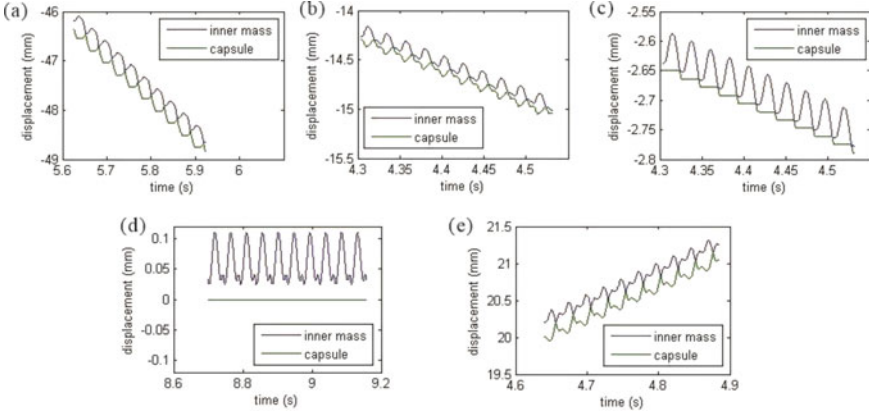 (a)
-46
-47
-48
-49
displacement (mm)
inner mass
capsule
5.6 5.7 5.8 5.9 6
time (s)
(b)
-14
-14.5
-15
-15.5
displacement (mm)
inner mass
capsule
4.3 4.35 4.4 4.45 4.5
time (s)
(c)
-2.55
-2.6
-2.65
-2.7
-2.75
-2.8
displacement (mm)
inner mass
capsule
4.3 4.35 4.4 4.45 4.5
time (s)
(d)
0.1
0.05
0
-0.05
-0.1
displacement (mm)
inner mass
capsule
8.6 8.8 9 9.2
time (s)
(e)
21.5
21
20.5
20
19.5
displacement (mm)
inner mass
capsule
4.6 4.7 4.8 4.9
time (s)